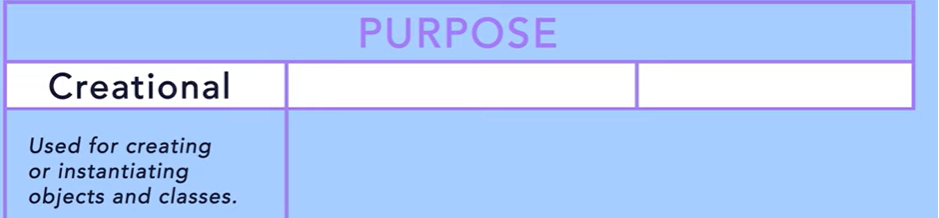 PURPOSE
Creational
Used for creating
or instantiating
objects and classes.